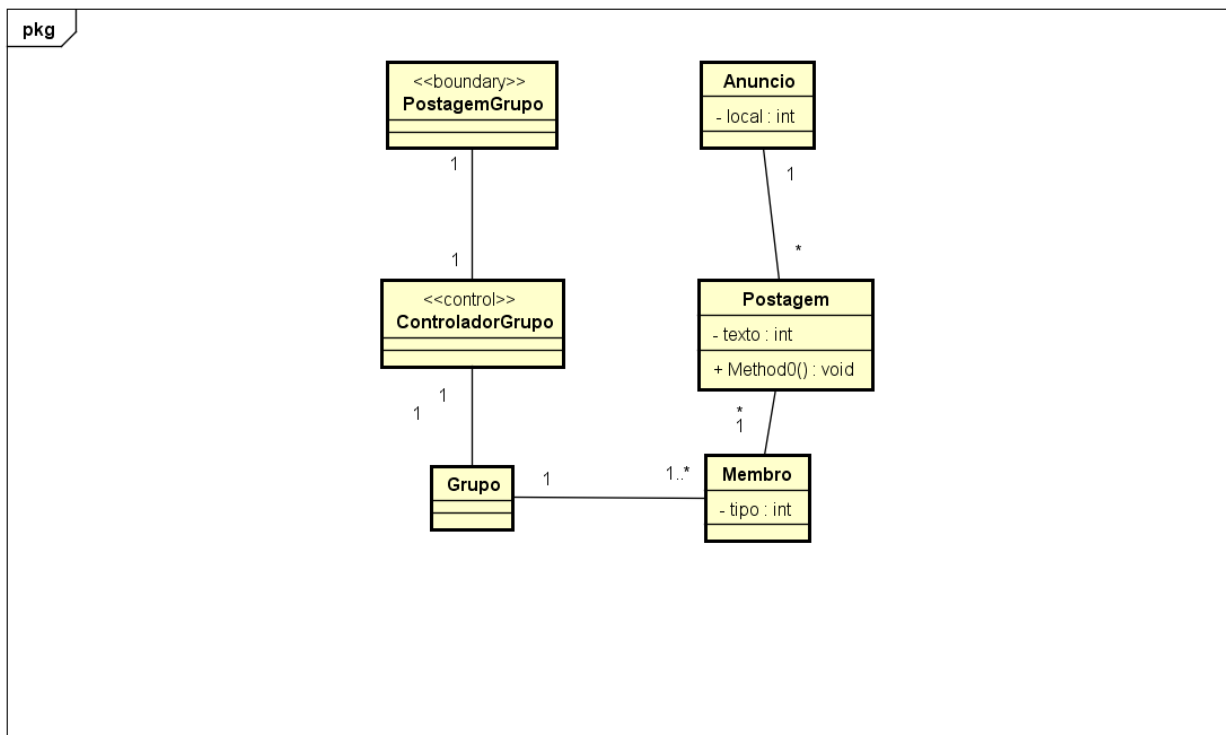 pkg
<<boundary>>
PostagemGrupo
Anuncio
- local : int
1
1
*
1
<<control>>
ControladorGrupo
Postagem
- texto : int
+ Method0() : void
1
1
*
1
Grupo
1
1..*
Membro
- tipo : int